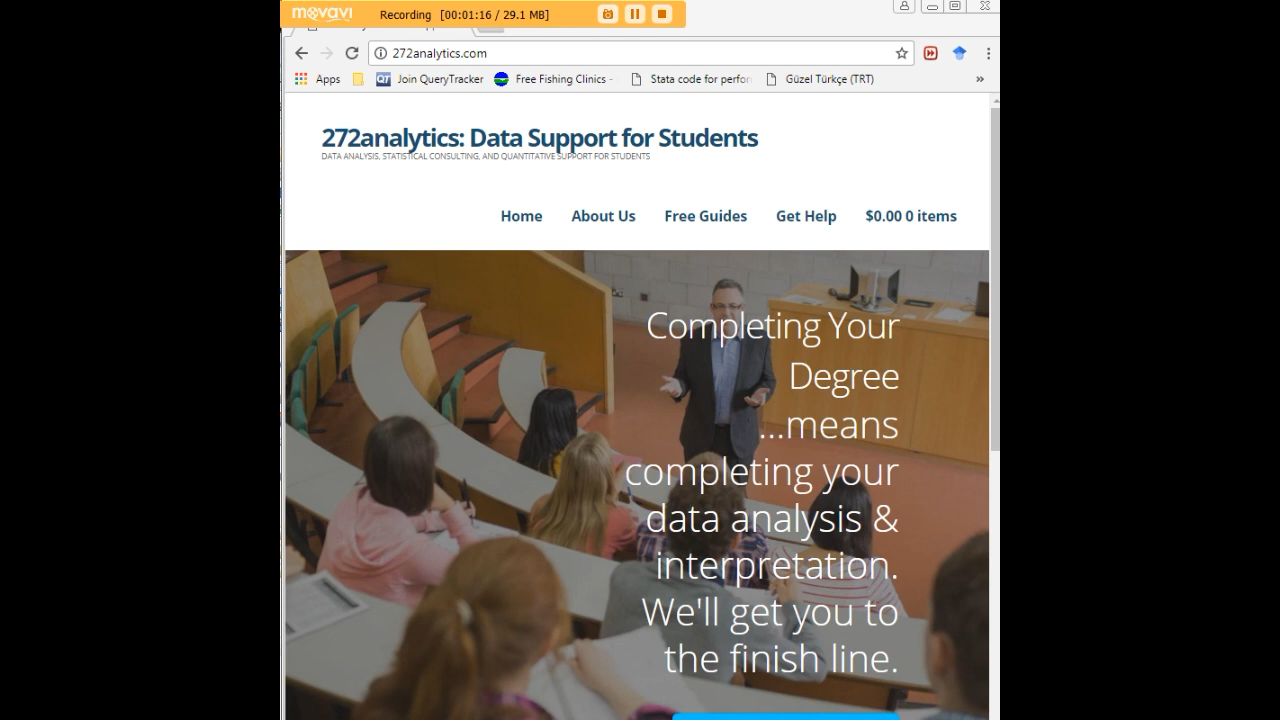 movavi Recording [00:01:16 / 29.1 MB]
272analytics.com
Apps QT Join QueryTracker Free Fishing Clinics - Stata code for perfor Güzel Türkçe (TRT) »
272analytics: Data Support for Students
DATA ANALYSIS, STATISTICAL CONSULTING, AND QUANTITATIVE SUPPORT FOR STUDENTS
Home About Us Free Guides Get Help $0.00 0 items
Completing Your
Degree
...means
completing your
data analysis &
interpretation.
We'll get you to
the finish line.